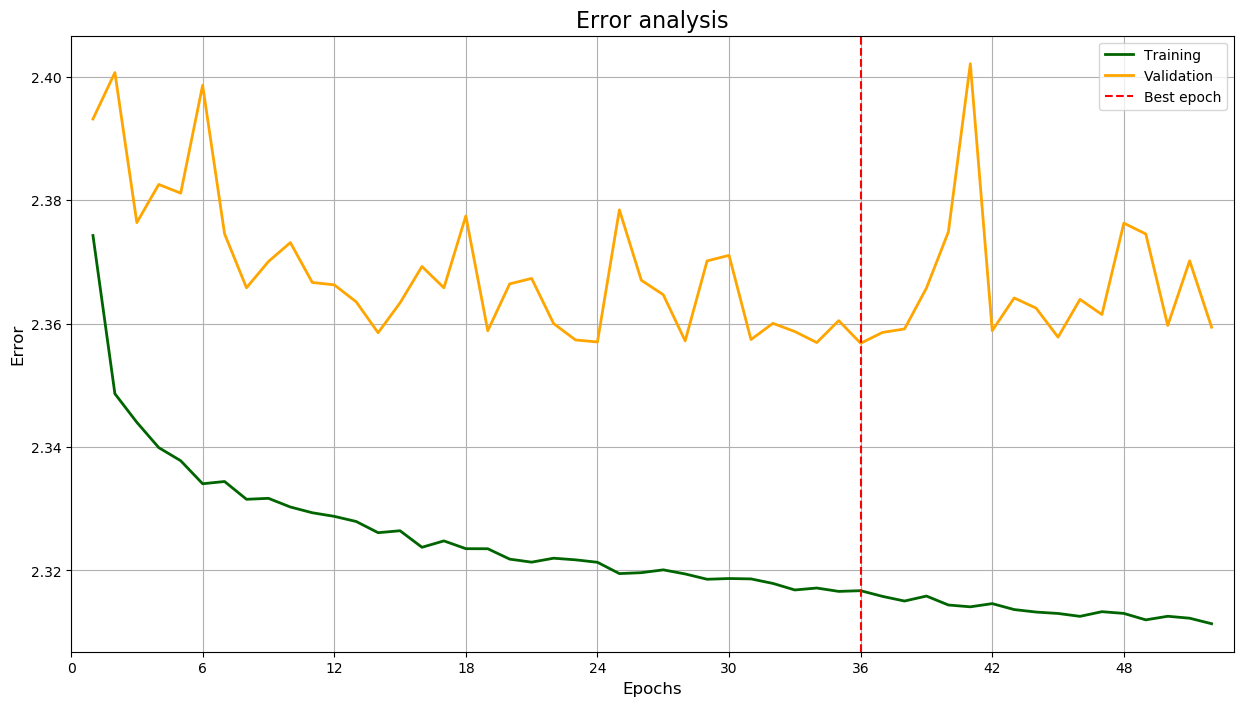 Error analysis
Training
Validation
Best epoch
2.40
2.38
2.36
2.34
2.32
Error
0 6 12 18 24 30 36 42 48
Epochs